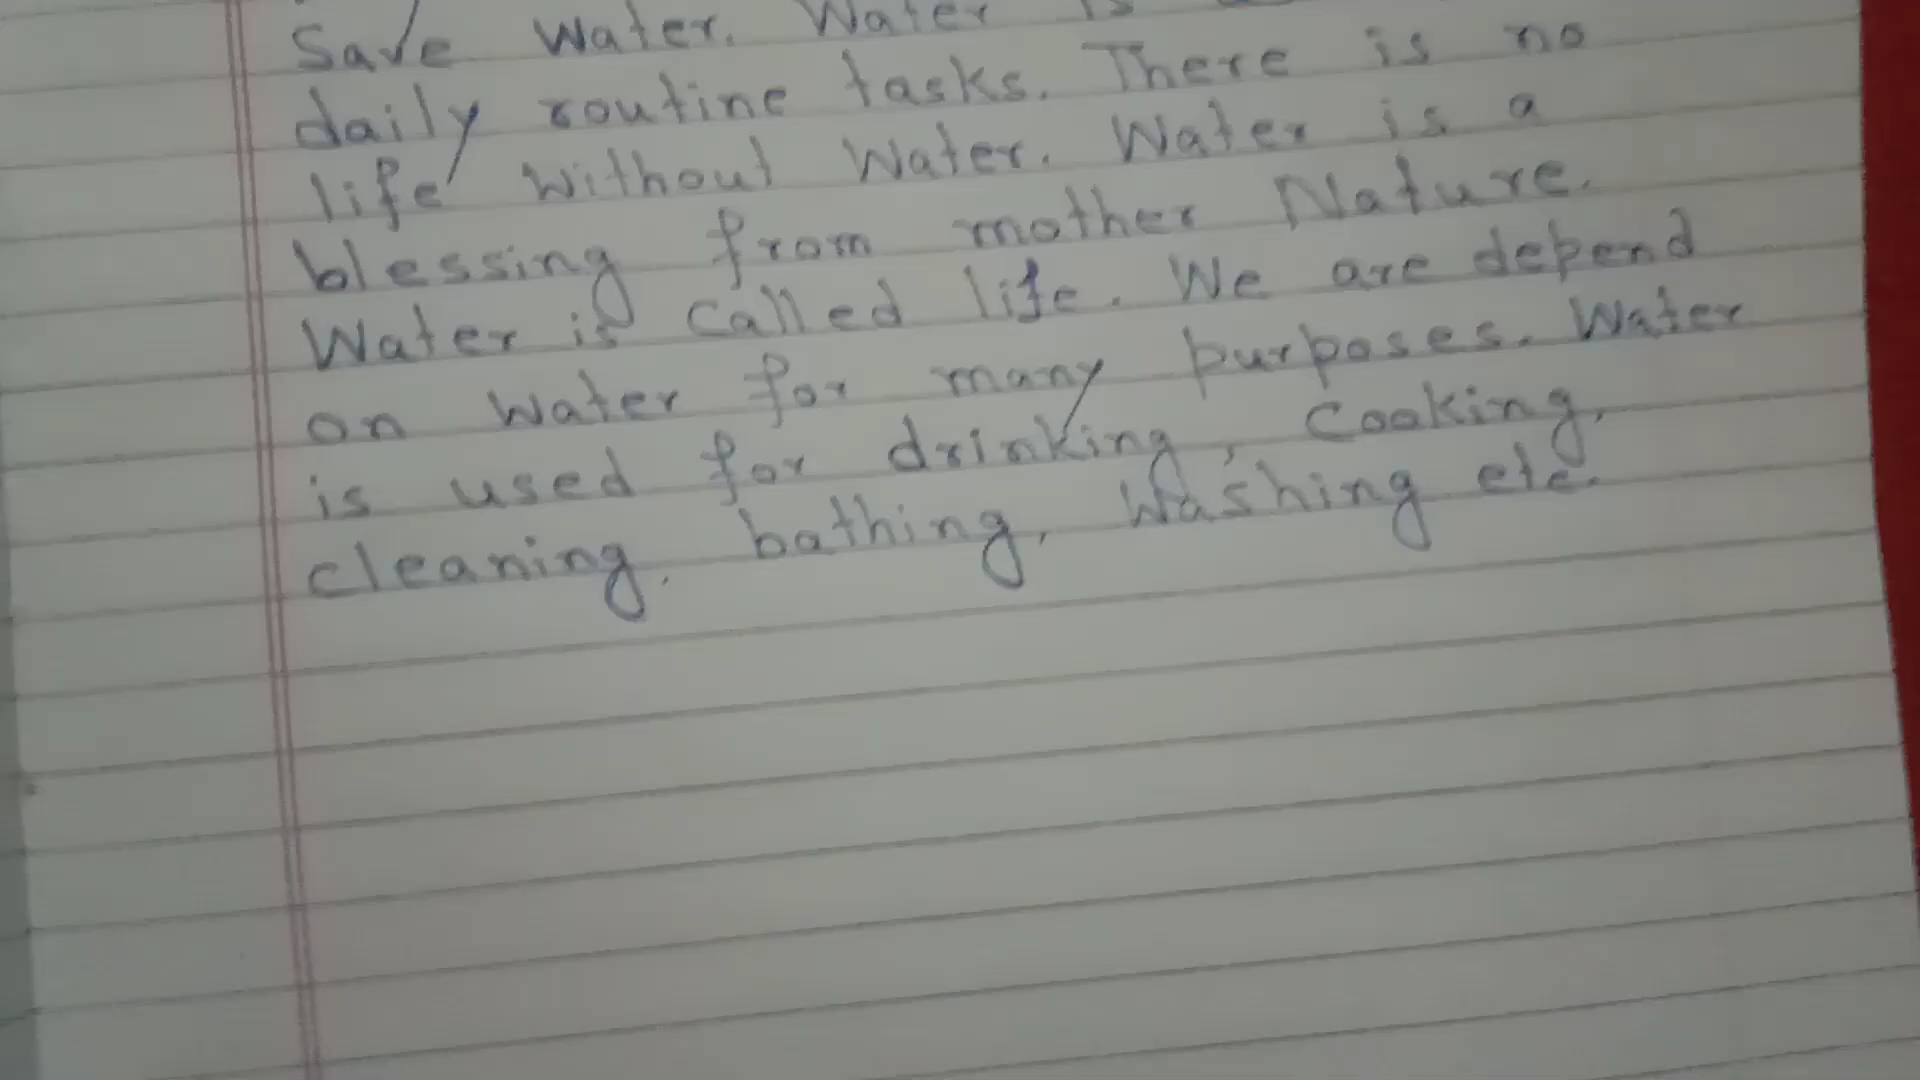 Save Water. Water is
daily routine tasks. There is no
life without Water. Water is a
blessing from mother Nature.
Water is called life. We are depend
on water for many purposes. Water
is used for drinking, cooking,
cleaning, bathing, washing etc.